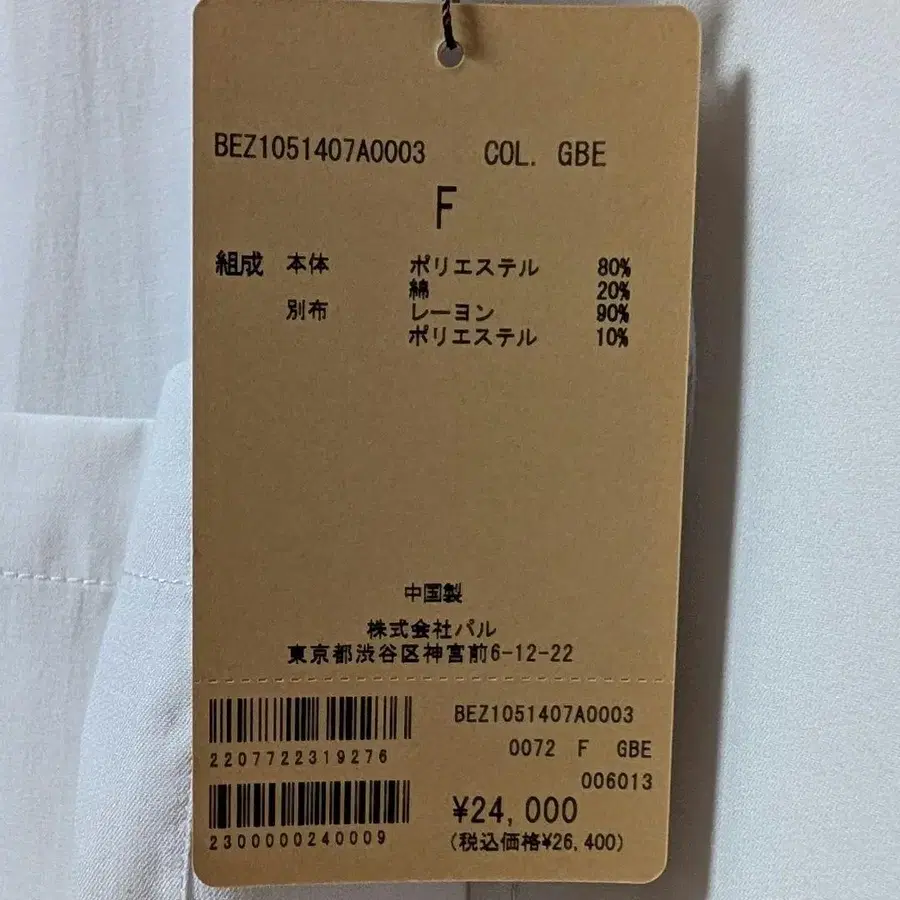 BEZ1051407A0003 COL. GBE
F
組成 本体 ポリエステル 80%
綿 20%
別布 レーヨン 90%
ポリエステル 10%
中国製
株式会社パル
東京都渋谷区神宮前6-12-22
BEZ1051407A0003
2207722319276
0072 F GBE
006013
¥24,000
2300000240009
(税込価格¥26,400)